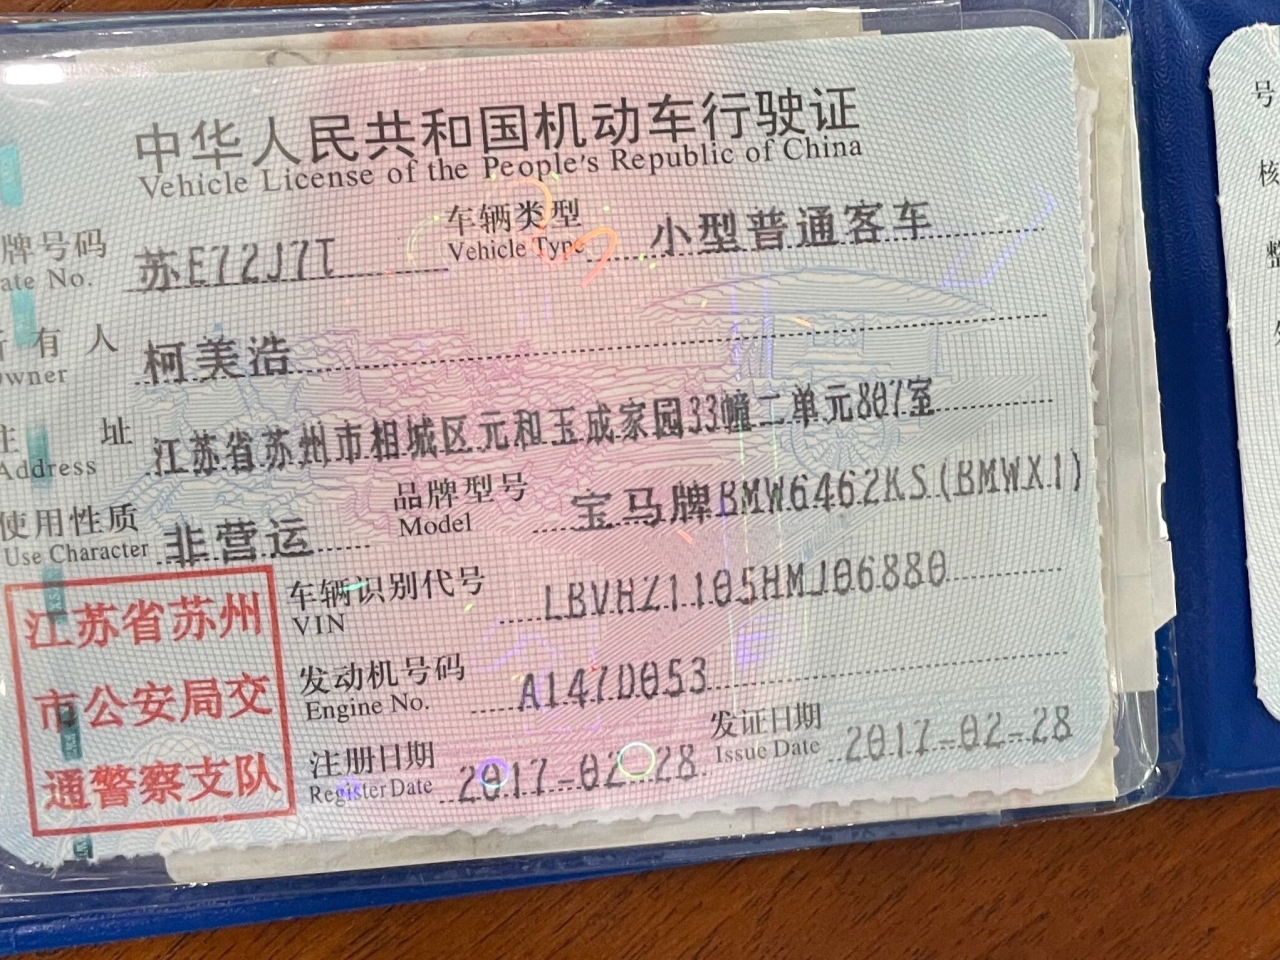 中华人民共和国机动车行驶证
Vehicle License of the People's Republic of China
牌号码 苏E72J7T 车辆类型 小型普通客车
ate No. Vehicle Type
有人 柯美浩
Owner
址 江苏省苏州市相城区元和玉成家园33幢二单元807室
Address
使用性质 非营运 品牌型号 宝马牌BMW6462KS(BMWX1)
Use Character Model
车辆识别代号 LBVHZ1105HMJ06880
VIN
发动机号码 A147D053
Engine No.
注册日期 2017-02-28 发证日期 2017-02-28
Register Date Issue Date
江苏省苏州
市公安局交
通警察支队
号
核
整